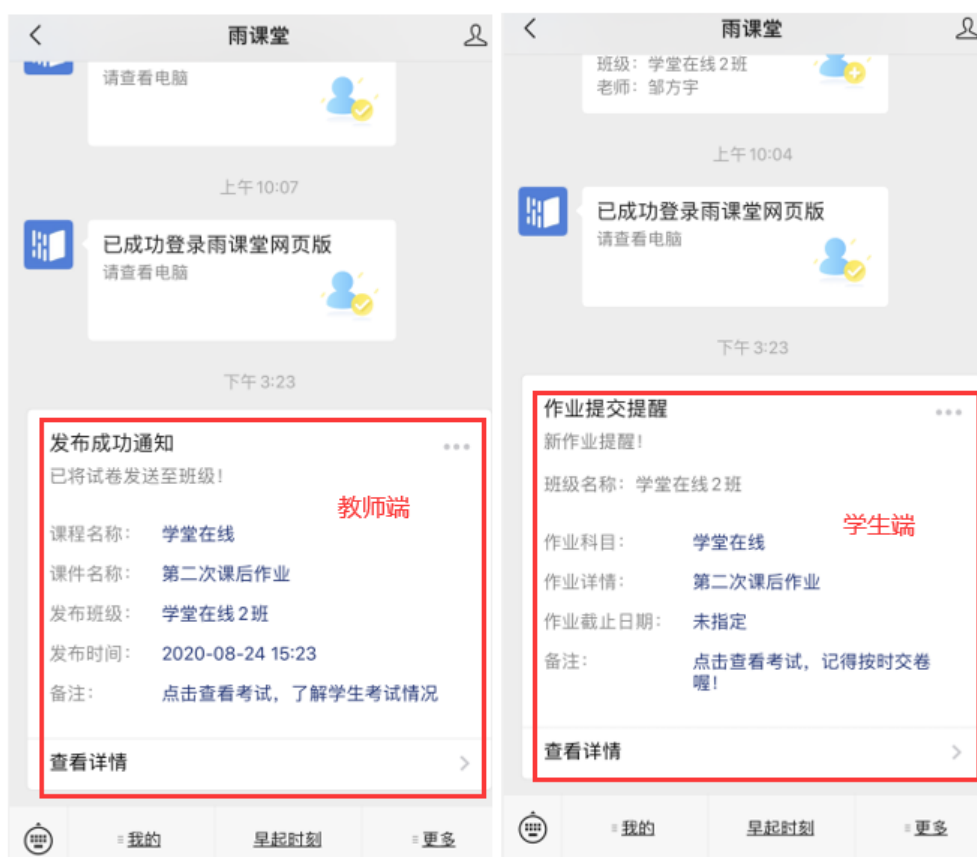 雨课堂
请查看电脑
上午10:07
已成功登录雨课堂网页版
请查看电脑
下午3:23
发布成功通知
已将试卷发送至班级!
教师端
课程名称: 学堂在线
课件名称: 第二次课后作业
发布班级: 学堂在线2班
发布时间: 2020-08-24 15:23
备注: 点击查看考试，了解学生考试情况
查看详情
我的 早起时刻 更多
雨课堂
班级: 学堂在线2班
老师: 邹方宇
上午10:04
已成功登录雨课堂网页版
请查看电脑
下午3:23
作业提交提醒
新作业提醒!
班级名称: 学堂在线2班
学生端
作业科目: 学堂在线
作业详情: 第二次课后作业
作业截止日期: 未指定
备注: 点击查看考试，记得按时交卷
喔!
查看详情
我的 早起时刻 更多